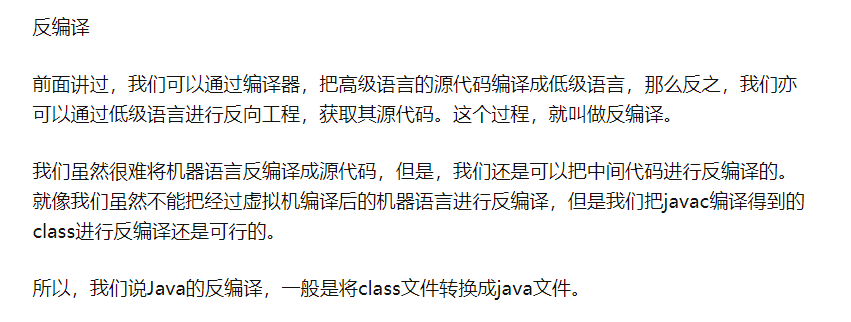 反编译
前面讲过，我们可以通过编译器，把高级语言的源代码编译成低级语言，那么反之，我们亦
可以通过低级语言进行反向工程，获取其源代码。这个过程，就叫做反编译。
我们虽然很难将机器语言反编译成源代码，但是，我们还是可以把中间代码进行反编译的。
就像我们虽然不能把经过虚拟机编译后的机器语言进行反编译，但是我们把javac编译得到的
class进行反编译还是可行的。
所以，我们说Java的反编译，一般是将class文件转换成java文件。